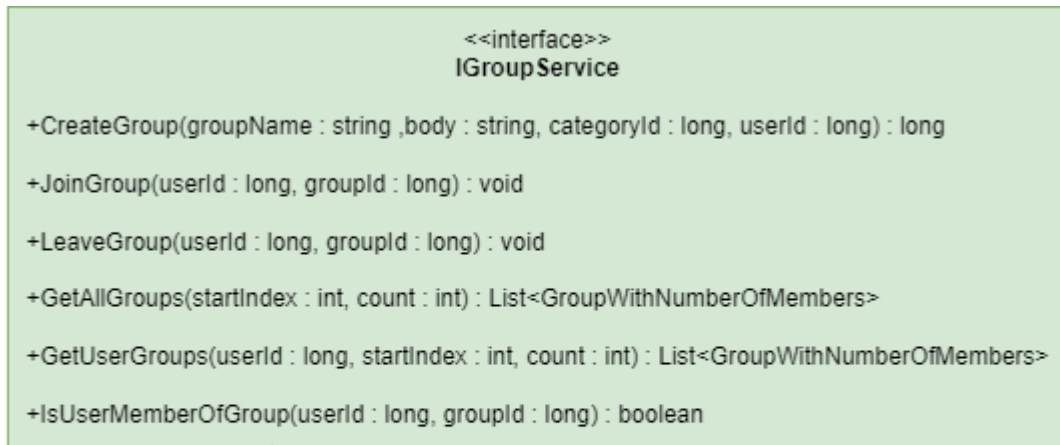 <<interface>>
IGroupService
+CreateGroup(groupName : string ,body : string, categoryId : long, userId : long) : long
+JoinGroup(userId : long, groupId : long) : void
+LeaveGroup(userId : long, groupId : long) : void
+GetAllGroups(startIndex : int, count : int) : List<GroupWithNumberOfMembers>
+GetUserGroups(userId : long, startIndex : int, count : int) : List<GroupWithNumberOfMembers>
+IsUserMemberOfGroup(userId : long, groupId : long) : boolean